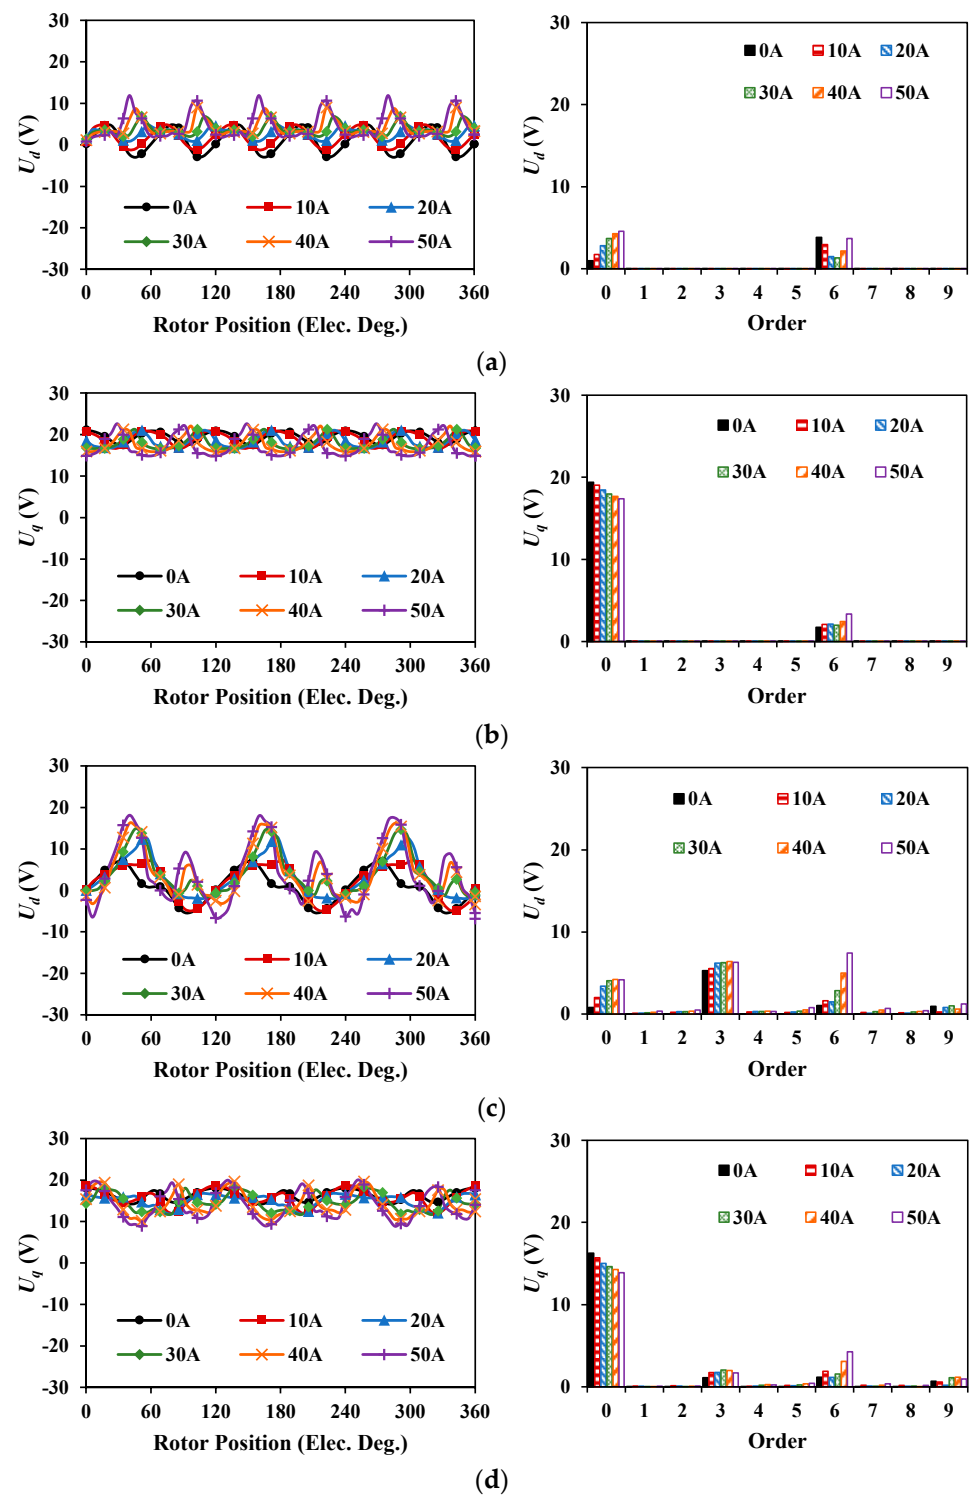 30
20
10
0
-10
-20
-30
U_d (V)
0A 10A 20A
30A 40A 50A
0 60 120 180 240 300 360
Rotor Position (Elec. Deg.)
30
20
10
0
U_d (V)
0A 10A 20A
30A 40A 50A
0 1 2 3 4 5 6 7 8 9
Order
(a)
30
20
10
0
-10
-20
-30
U_q (V)
0A 10A 20A
30A 40A 50A
0 60 120 180 240 300 360
Rotor Position (Elec. Deg.)
30
20
10
0
U_q (V)
0A 10A 20A
30A 40A 50A
0 1 2 3 4 5 6 7 8 9
Order
(b)
30
20
10
0
-10
-20
-30
U_d (V)
0A 10A 20A
30A 40A 50A
0 60 120 180 240 300 360
Rotor Position (Elec. Deg.)
30
20
10
0
U_d (V)
0A 10A 20A
30A 40A 50A
0 1 2 3 4 5 6 7 8 9
Order
(c)
30
20
10
0
-10
-20
-30
U_q (V)
0A 10A 20A
30A 40A 50A
0 60 120 180 240 300 360
Rotor Position (Elec. Deg.)
30
20
10
0
U_q (V)
0A 10A 20A
30A 40A 50A
0 1 2 3 4 5 6 7 8 9
Order
(d)